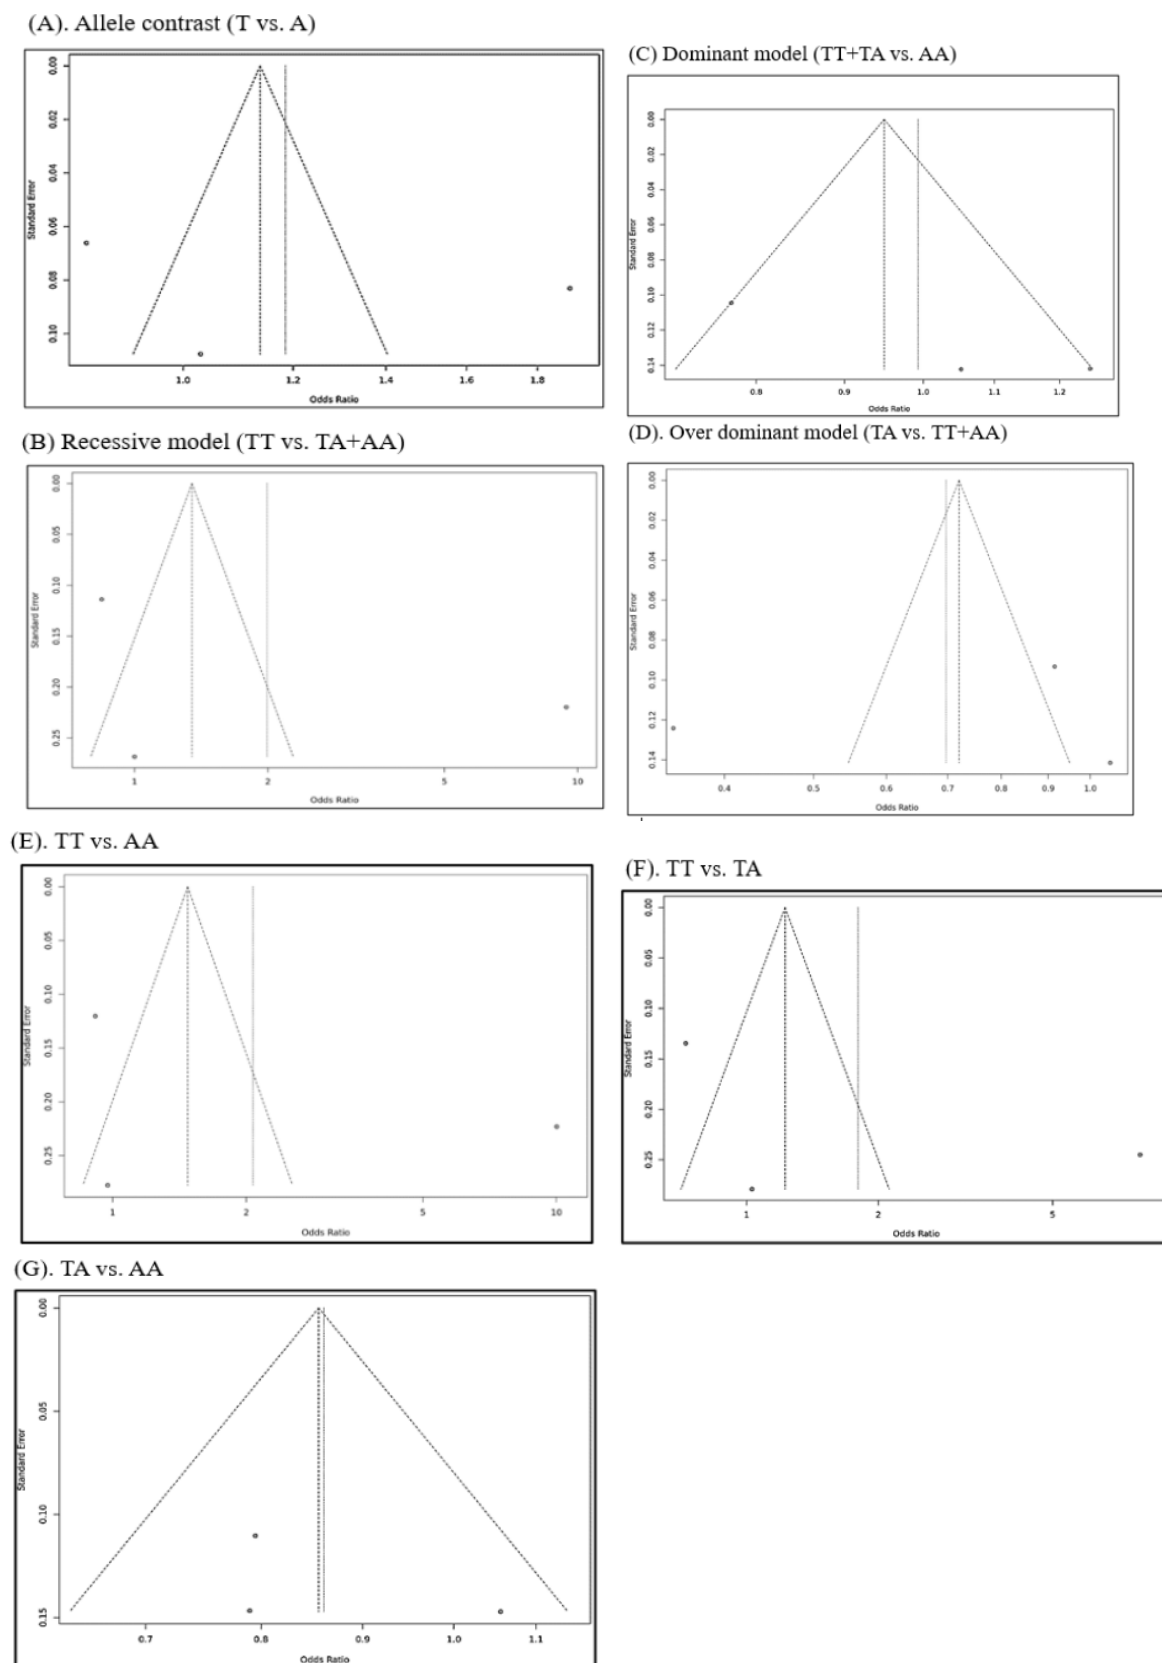 (A). Allele contrast (T vs. A)
0.00
0.02
0.04
0.06
0.08
0.10
Standard Error
1.0 1.2 1.4 1.6 1.8
Odds Ratio
(C) Dominant model (TT+TA vs. AA)
0.00
0.02
0.04
0.06
0.08
0.10
0.12
0.14
Standard Error
0.8 0.9 1.0 1.1 1.2
Odds Ratio
(B) Recessive model (TT vs. TA+AA)
0.00
0.05
0.10
0.15
0.20
0.25
Standard Error
1 2 5 10
Odds Ratio
(D). Over dominant model (TA vs. TT+AA)
0.00
0.02
0.04
0.06
0.08
0.10
0.12
0.14
Standard Error
0.4 0.5 0.6 0.7 0.8 0.9 1.0
Odds Ratio
(E). TT vs. AA
0.00
0.05
0.10
0.15
0.20
0.25
Standard Error
1 2 5 10
Odds Ratio
(F). TT vs. TA
0.00
0.05
0.10
0.15
0.20
0.25
Standard Error
1 2 5
Odds Ratio
(G). TA vs. AA
0.00
0.05
0.10
0.15
Standard Error
0.7 0.8 0.9 1.0 1.1
Odds Ratio